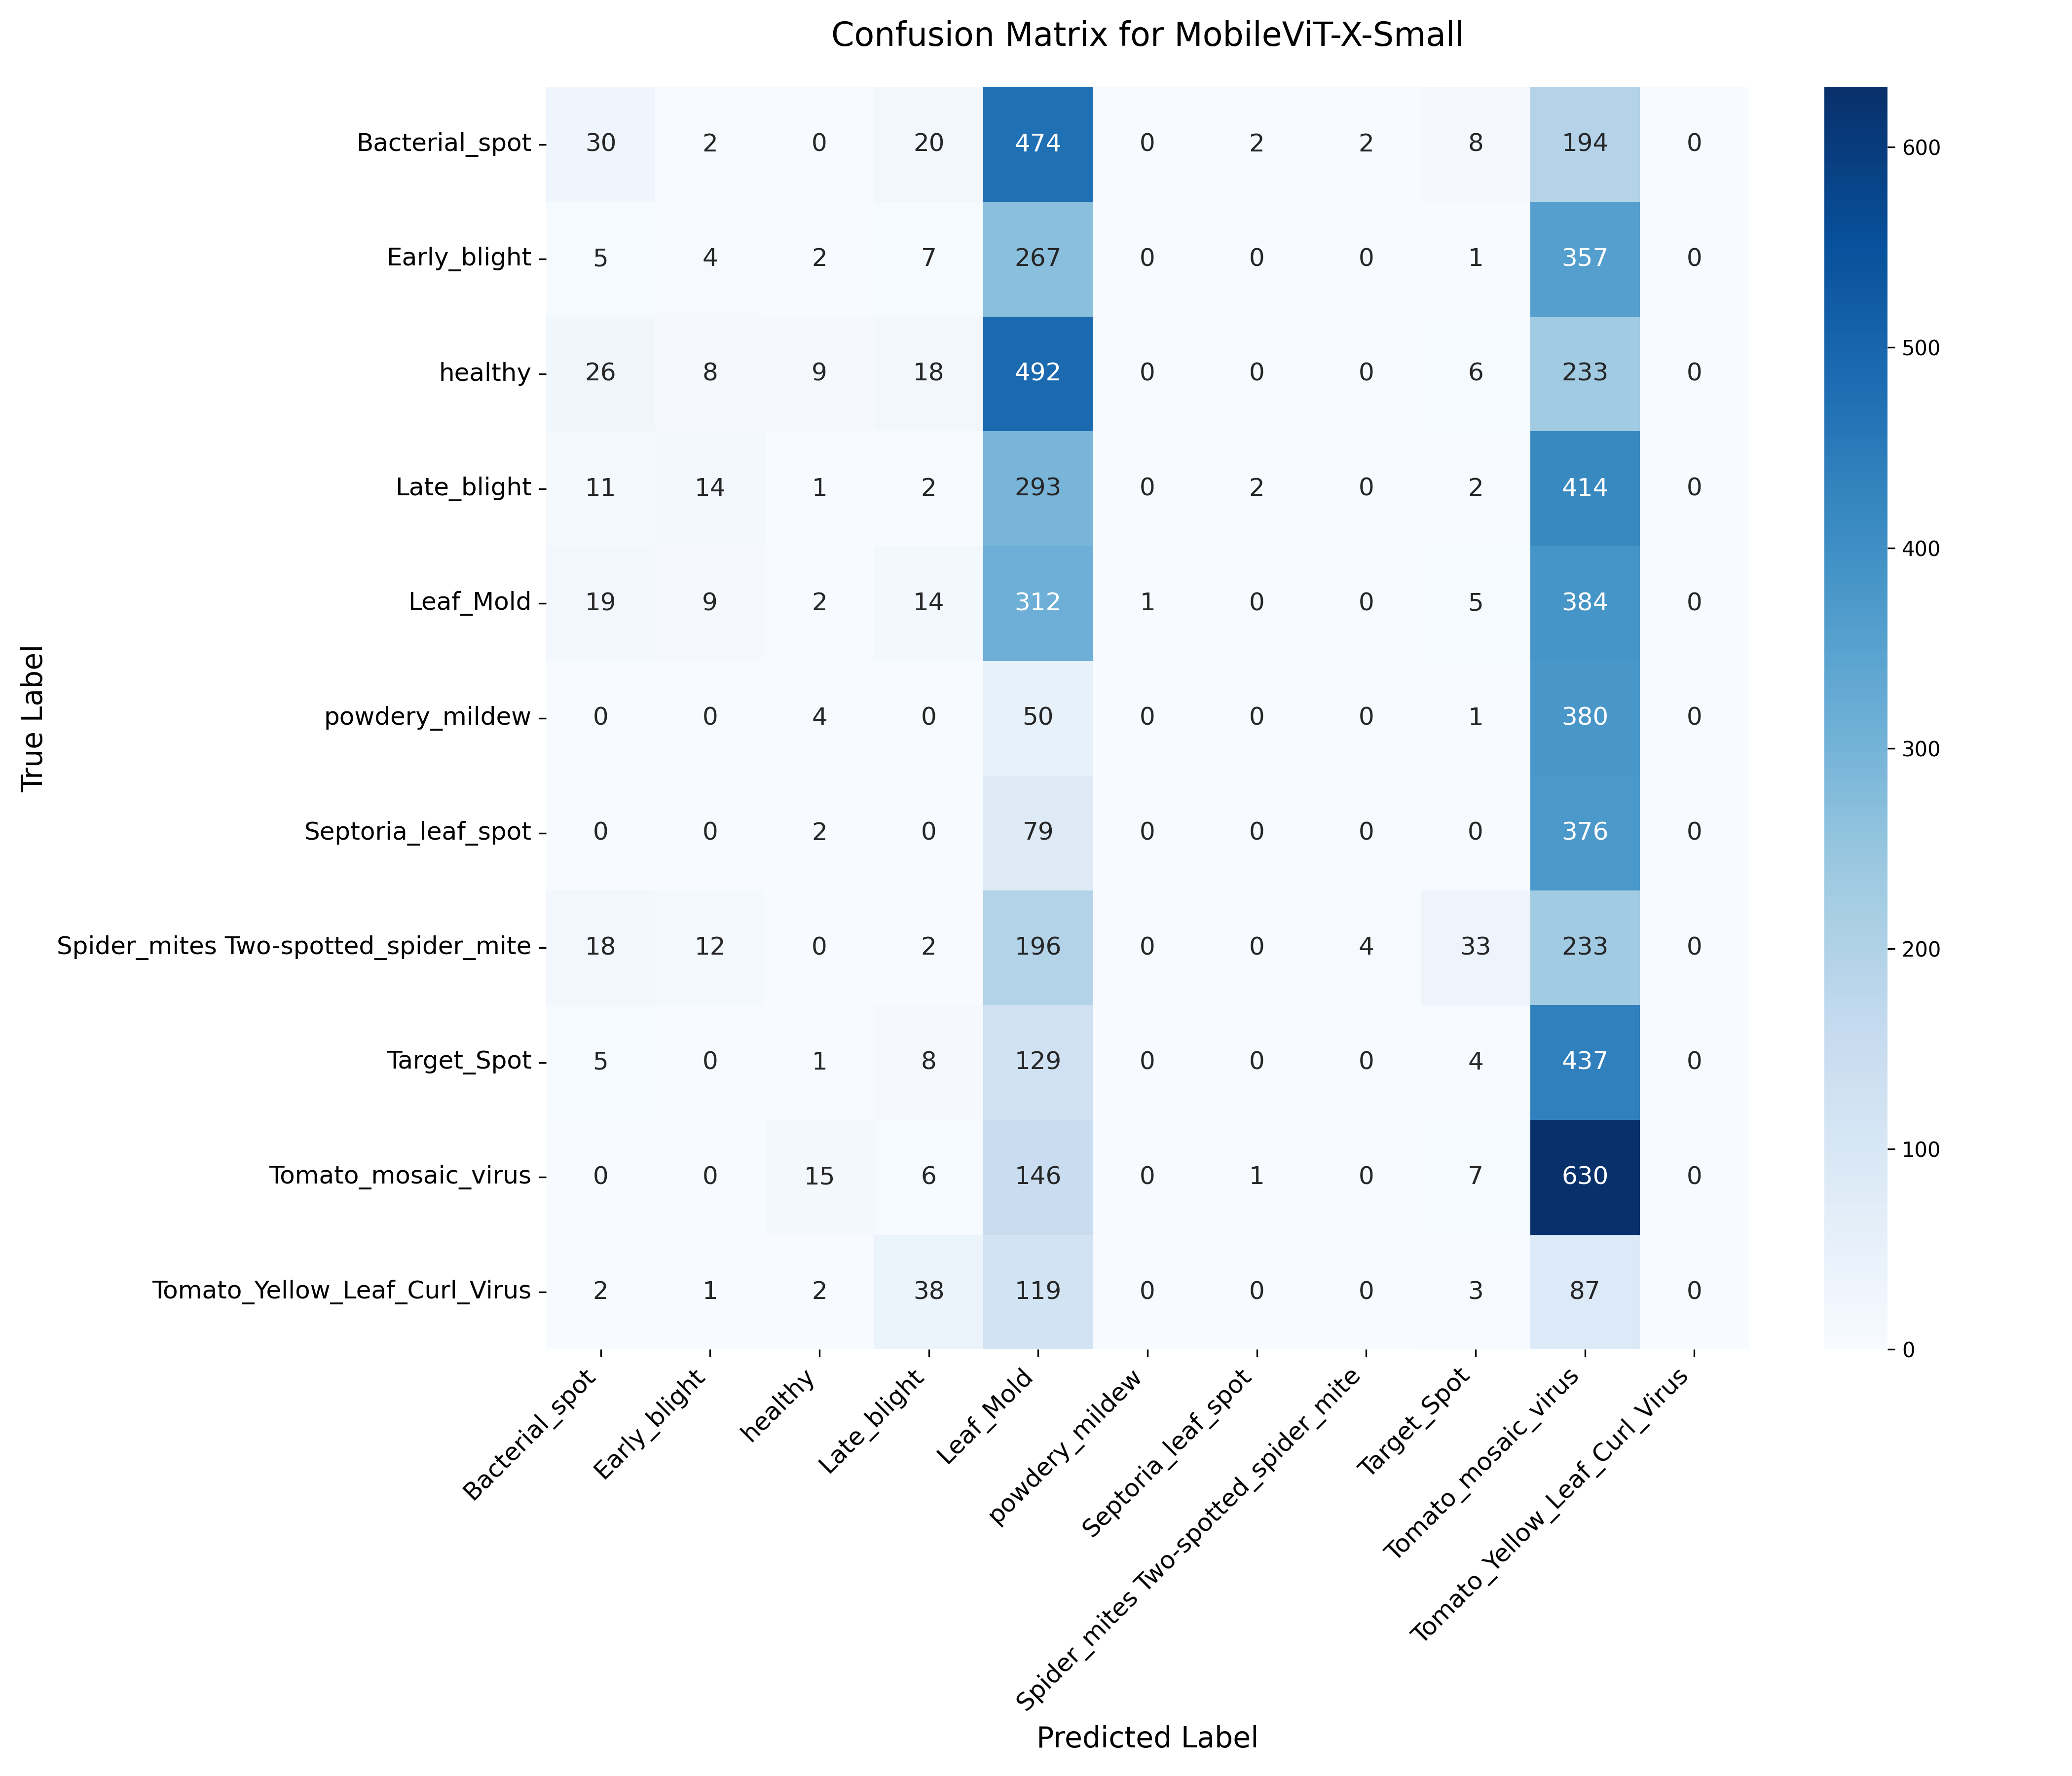 Confusion Matrix for MobileViT-X-Small
True Label
Bacterial_spot 30 2 0 20 474 0 2 2 8 194 0
Early_blight 5 4 2 7 267 0 0 0 1 357 0
healthy 26 8 9 18 492 0 0 0 6 233 0
Late_blight 11 14 1 2 293 0 2 0 2 414 0
Leaf_Mold 19 9 2 14 312 1 0 0 5 384 0
powdery_mildew 0 0 4 0 50 0 0 0 1 380 0
Septoria_leaf_spot 0 0 2 0 79 0 0 0 0 376 0
Spider_mites Two-spotted_spider_mite 18 12 0 2 196 0 0 4 33 233 0
Target_Spot 5 0 1 8 129 0 0 0 4 437 0
Tomato_mosaic_virus 0 0 15 6 146 0 1 0 7 630 0
Tomato_Yellow_Leaf_Curl_Virus 2 1 2 38 119 0 0 0 3 87 0
Bacterial_spot
Early_blight
healthy
Late_blight
Leaf_Mold
powdery_mildew
Septoria_leaf_spot
Spider_mites Two-spotted_spider_mite
Target_Spot
Tomato_mosaic_virus
Tomato_Yellow_Leaf_Curl_Virus
Predicted Label
600
500
400
300
200
100
0